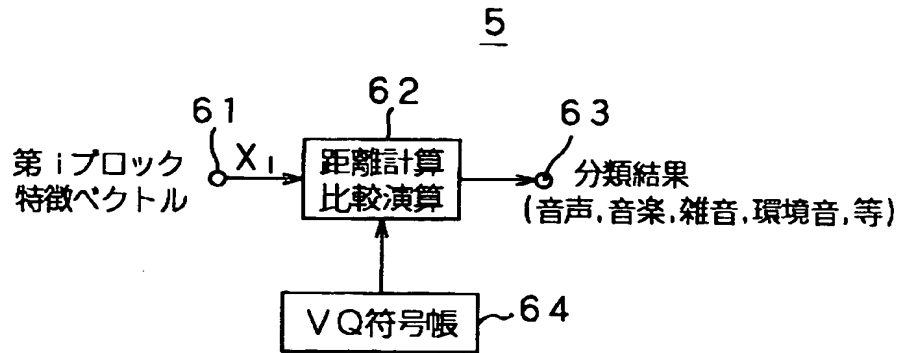 5
61
62
63
第iブロック
特徴ベクトル
Xi
距離計算
比較演算
分類結果
(音声,音楽,雑音,環境音,等)
VQ符号帳
64